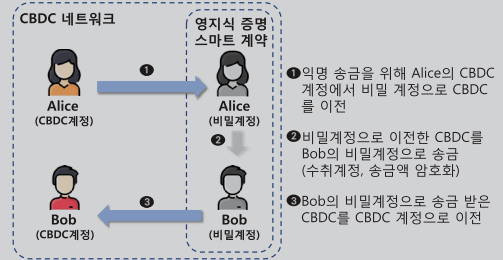 CBDC 네트워크
영지식 증명
스마트 계약
❶
Alice
(CBDC계정)
Alice
(비밀계정)
❷
❸
Bob
(CBDC계정)
Bob
(비밀계정)
❶익명 송금을 위해 Alice의 CBDC
계정에서 비밀 계정으로 CBDC
를 이전
❷비밀계정으로 이전한 CBDC를
Bob의 비밀계정으로 송금
(수취계정, 송금액 암호화)
❸Bob의 비밀계정으로 송금 받은
CBDC를 CBDC 계정으로 이전